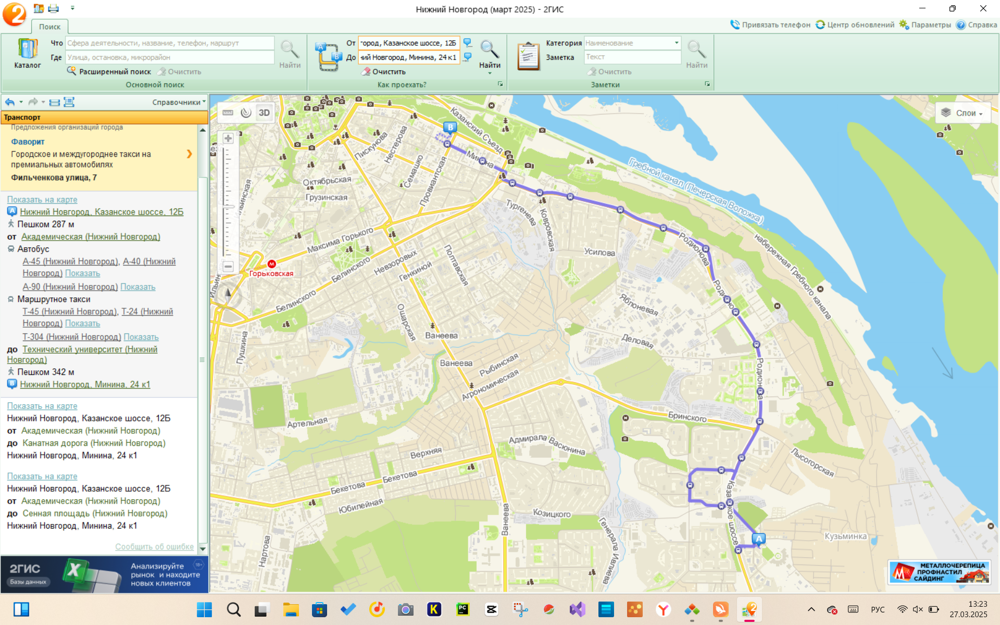 Нижний Новгород (март 2025) - 2ГИС
Поиск
Привязать телефон
Центр обновлений
Параметры
Справка
Каталог
Что
Сфера деятельности, название, телефон, маршрут
Где
Улица, остановка, микрорайон
Расширенный поиск
Очистить
Найти
Основной поиск
От
город, Казанское шоссе, 12Б
До
ний Новгород, Минина, 24 к1
Очистить
Найти
Как проехать?
Категория
Наименование
Заметка
Текст
Очистить
Найти
Заметки
Справочники
Транспорт
Предложения организаций города
Фаворит
Городское и междугороднее такси на
премиальных автомобилях
Фильченкова улица, 7
Показать на карте
A Нижний Новгород, Казанское шоссе, 12Б
Пешком 287 м
от Академическая (Нижний Новгород)
Автобус
А-45 (Нижний Новгород), А-40 (Нижний
Новгород) Показать
А-90 (Нижний Новгород) Показать
Маршрутное такси
Т-45 (Нижний Новгород), Т-24 (Нижний
Новгород) Показать
Т-304 (Нижний Новгород) Показать
до Технический университет (Нижний
Новгород)
Пешком 342 м
B Нижний Новгород, Минина, 24 к1
Показать на карте
Нижний Новгород, Казанское шоссе, 12Б
от Академическая (Нижний Новгород)
до Канатная дорога (Нижний Новгород)
Нижний Новгород, Минина, 24 к1
Показать на карте
Нижний Новгород, Казанское шоссе, 12Б
от Академическая (Нижний Новгород)
до Сенная площадь (Нижний Новгород)
Нижний Новгород, Минина, 24 к1
Сообщить об ошибке
2ГИС
Базы данных
Анализируйте
рынок и находите
новых клиентов
18+
3D
Слои
B
Казанский Съезд
Пискунова
Нестерова
Семашко
Минина
Провиантская
Гребной канал (Печерская Воложка)
Октябрьская
Грузинская
Тургенева
Ковровская
Максима Горького
Родионова
набережная Гребного канала
Усилова
Полтавская
Невзоровых
Белинского
Генкиной
М
Горьковская
Родионова
Белинского
Яблоневая
Ошарская
Ванеева
Деловая
Пушкина
Ванеева
Рыбинская
Родионова
Агрономическая
Бринского
Артельная
Адмирала Васюнина
Верхняя
Лысогорская
Бекетова
Бекетова
Юбилейная
Казанское шоссе
Ванеева
Козицкого
Генерала Ивлиева
Нартова
Кузьминка
A
МЕТАЛЛОЧЕРЕПИЦА
ПРОФНАСТИЛ
САЙДИНГ
РУС
13:23
27.03.2025